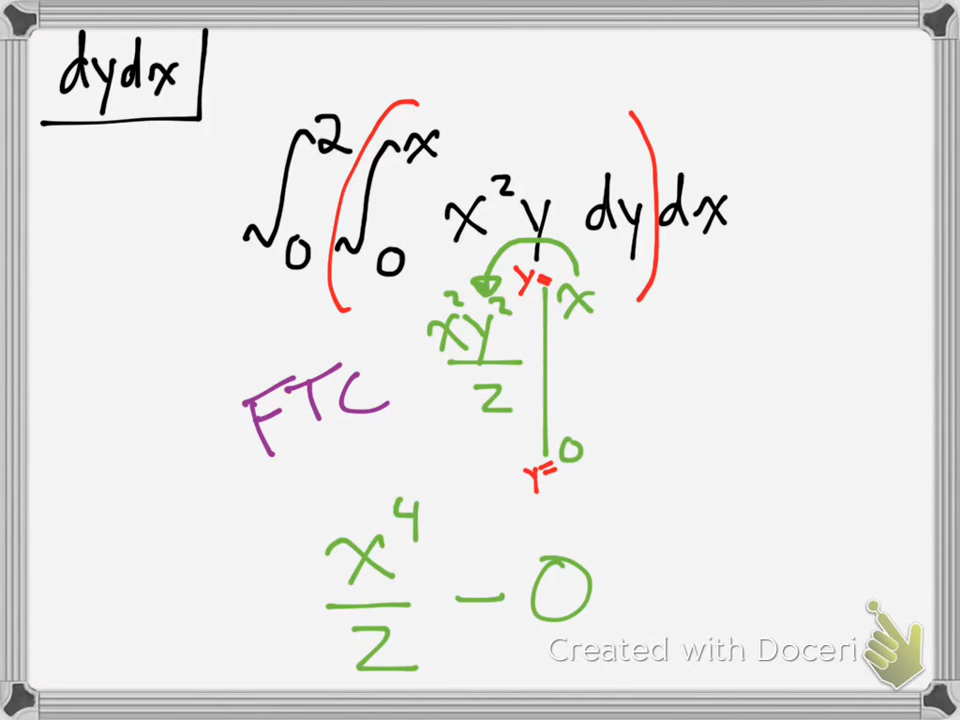 dydx
∫₀² ( ∫₀ˣ x²y dy ) dx
x²y²/2 | y=x y=0
FTC
x⁴/2 - 0
Created with Doceri